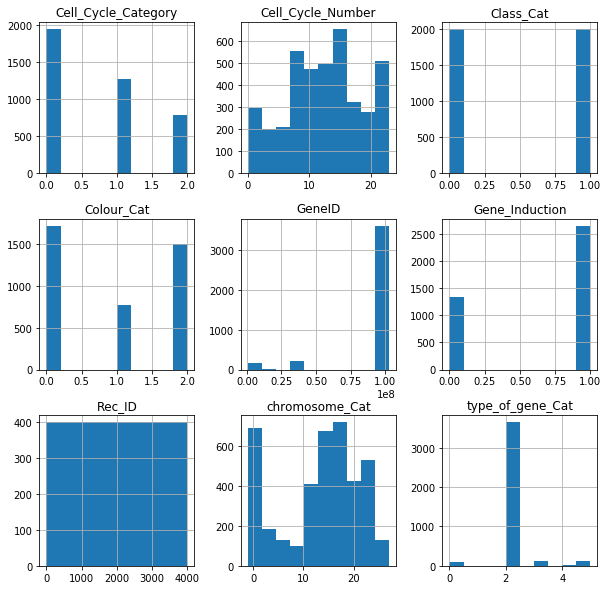 Cell_Cycle_Category
Cell_Cycle_Number
Class_Cat
2000
1500
1000
500
0
0.0 0.5 1.0 1.5 2.0
600
500
400
300
200
100
0
0 10 20
2000
1500
1000
500
0
0.00 0.25 0.50 0.75 1.00
Colour_Cat
GeneID
Gene_Induction
1500
1000
500
0
0.0 0.5 1.0 1.5 2.0
3000
2000
1000
0
0.00 0.25 0.50 0.75 1.00
1e8
2500
2000
1500
1000
500
0
0.00 0.25 0.50 0.75 1.00
Rec_ID
chromosome_Cat
type_of_gene_Cat
400
300
200
100
0
0 1000 2000 3000 4000
600
400
200
0
0 10 20
3000
2000
1000
0
0 2 4